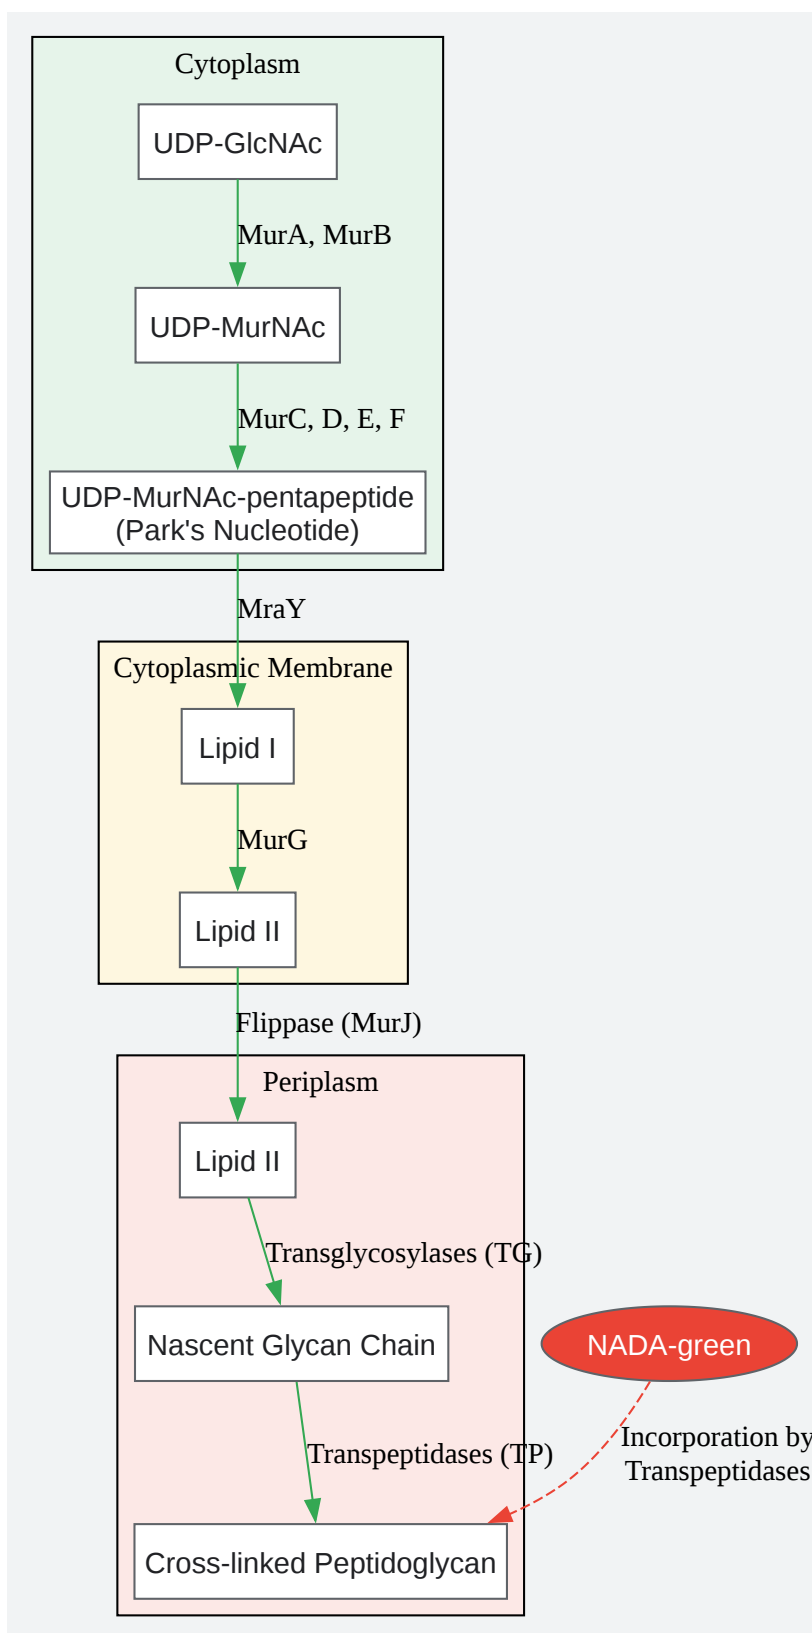 Cytoplasm
UDP-GlcNAc
MurA, MurB
UDP-MurNAc
MurC, D, E, F
UDP-MurNAc-pentapeptide
(Park's Nucleotide)
MraY
Cytoplasmic Membrane
Lipid I
MurG
Lipid II
Flippase (MurJ)
Periplasm
Lipid II
Transglycosylases (TG)
Nascent Glycan Chain
NADA-green
Transpeptidases (TP)
Incorporation by
Transpeptidases
Cross-linked Peptidoglycan